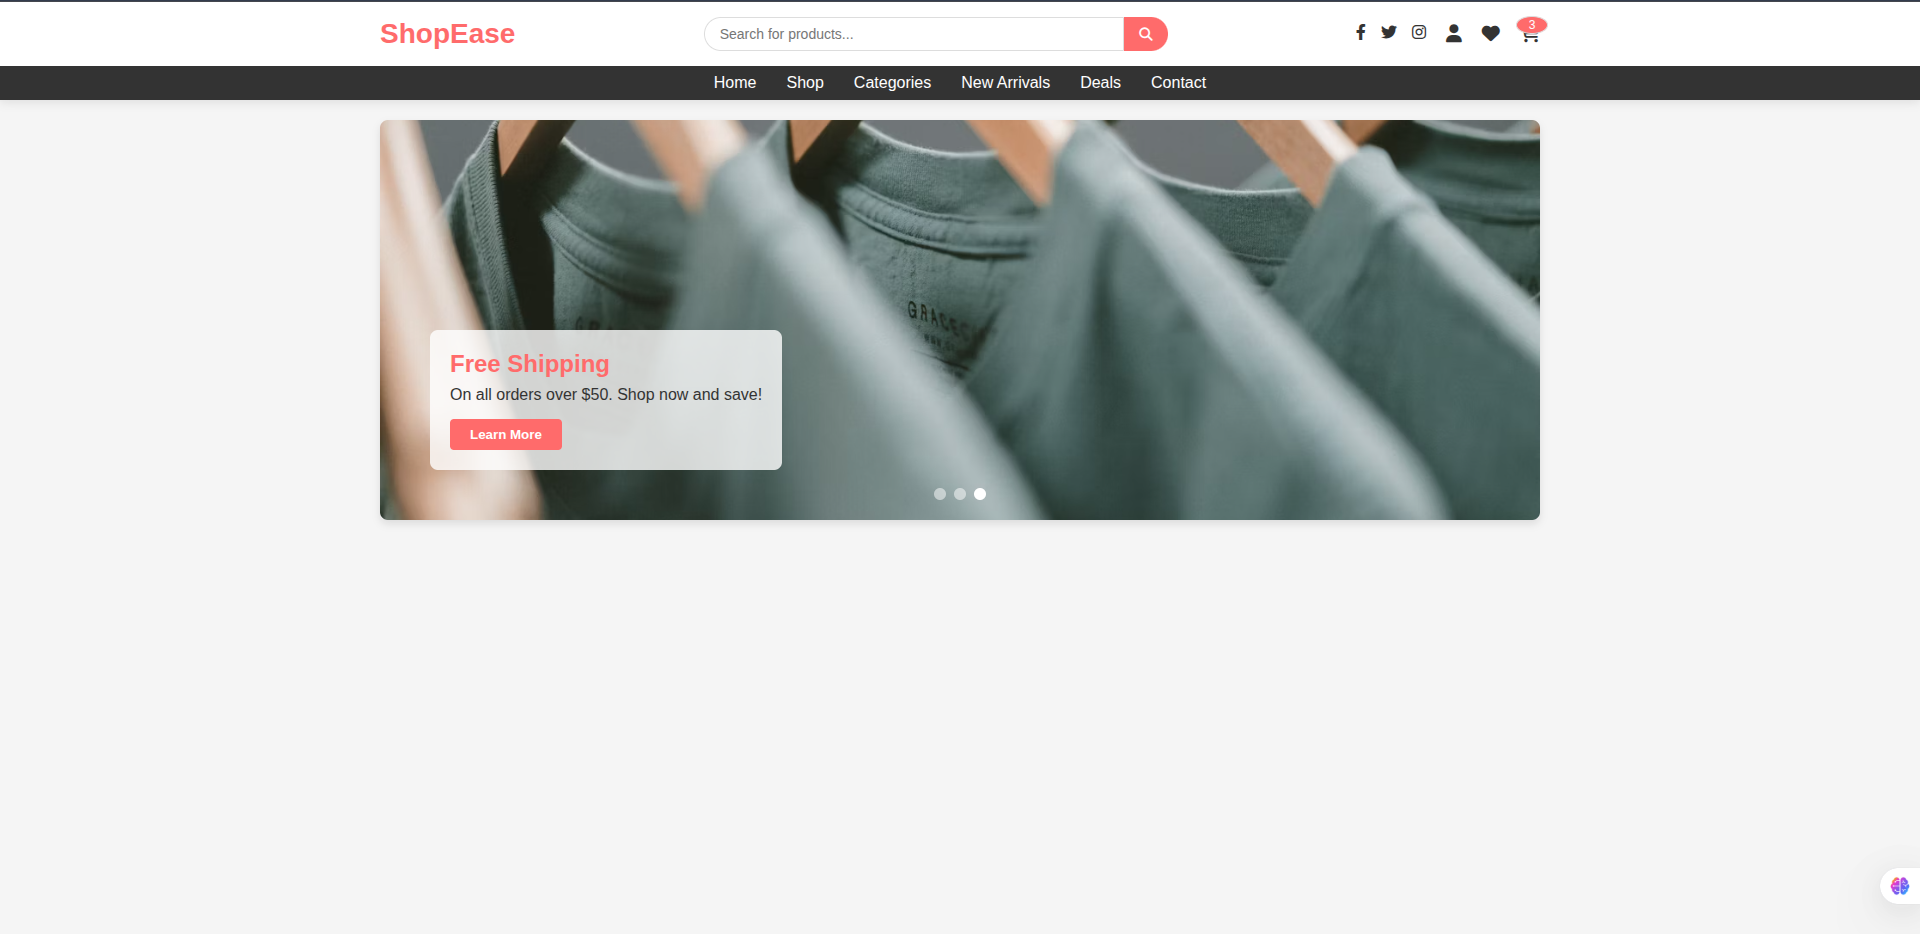 ShopEase
Search for products...
3
Home
Shop
Categories
New Arrivals
Deals
Contact
Free Shipping
On all orders over $50. Shop now and save!
Learn More